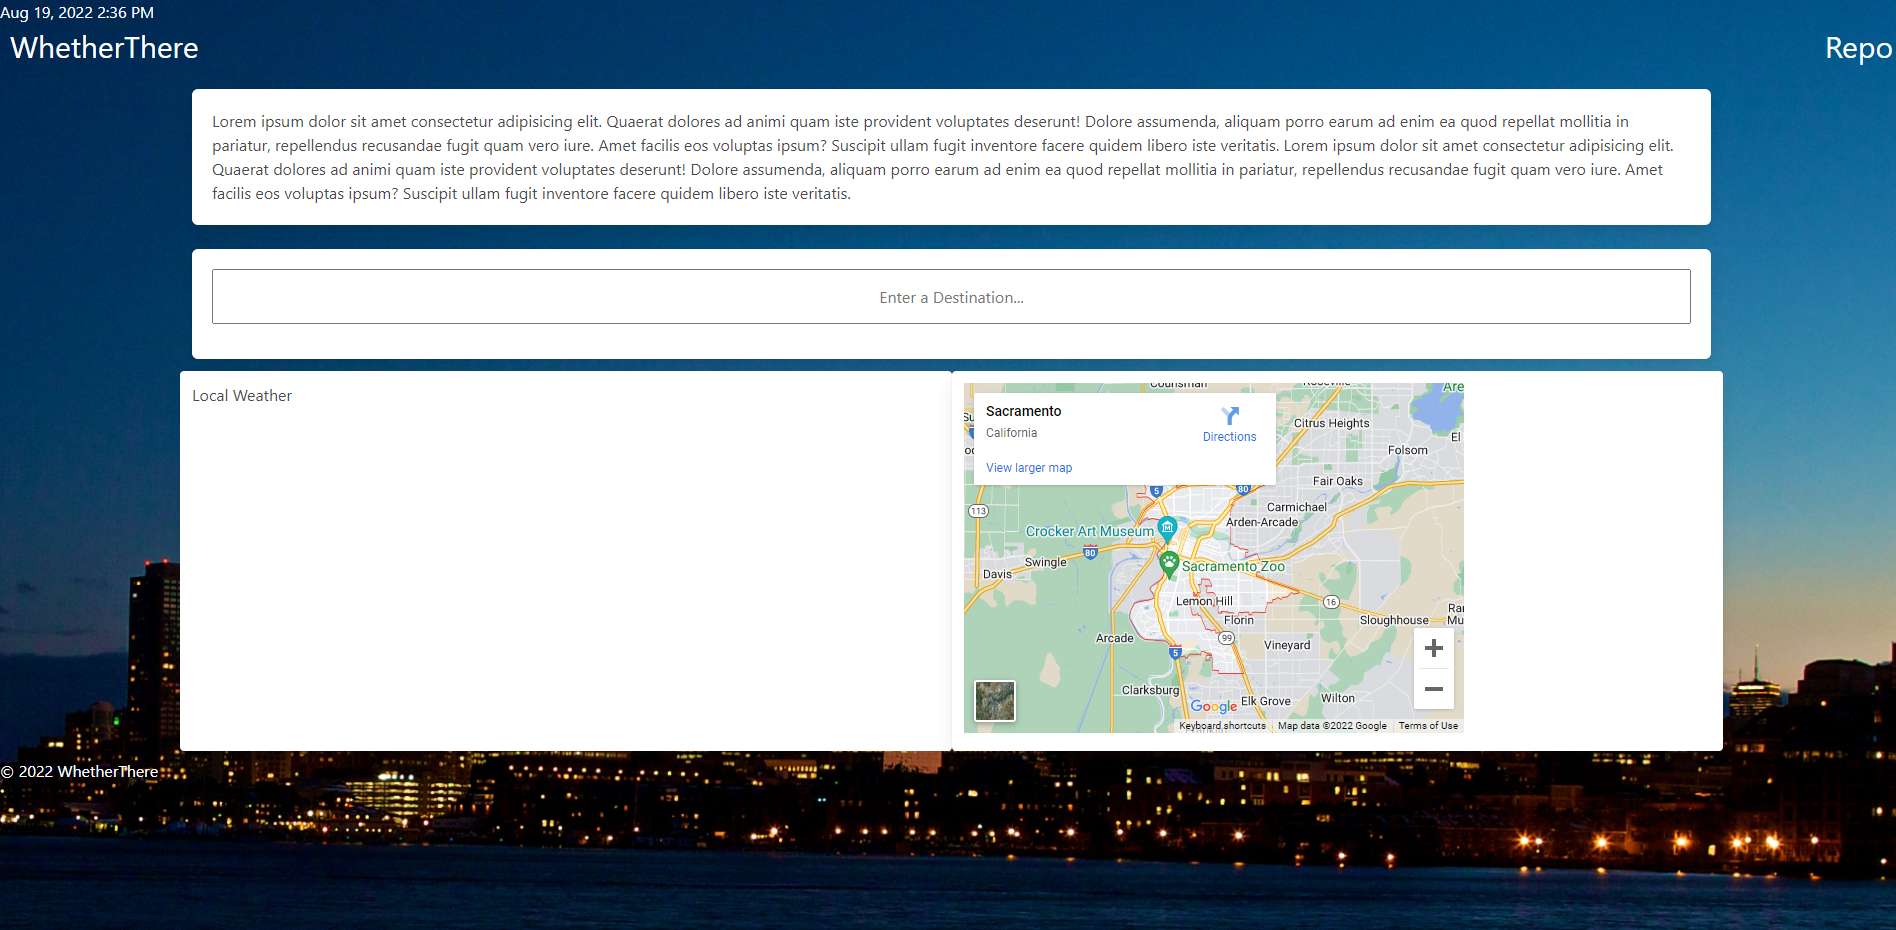 Aug 19, 2022 2:36 PM
WhetherThere
Repo
Lorem ipsum dolor sit amet consectetur adipisicing elit. Quaerat dolores ad animi quam iste provident voluptates deserunt! Dolore assumenda, aliquam porro earum ad enim ea quod repellat mollitia in
pariatur, repellendus recusandae fugit quam vero iure. Amet facilis eos voluptas ipsum? Suscipit ullam fugit inventore facere quidem libero iste veritatis. Lorem ipsum dolor sit amet consectetur adipisicing elit.
Quaerat dolores ad animi quam iste provident voluptates deserunt! Dolore assumenda, aliquam porro earum ad enim ea quod repellat mollitia in pariatur, repellendus recusandae fugit quam vero iure. Amet
facilis eos voluptas ipsum? Suscipit ullam fugit inventore facere quidem libero iste veritatis.
Enter a Destination...
Local Weather
Sacramento
California
Directions
View larger map
Citrus Heights
Folsom
El
Are
Fair Oaks
5
80
113
Carmichael
Arden-Arcade
Crocker Art Museum
80
Swingle
Davis
Sacramento Zoo
Lemon Hill
16
Florin
Sloughhouse
Mu
Arcade
99
Vineyard
5
Clarksburg
Elk Grove
Wilton
Google
Keyboard shortcuts
Map data ©2022 Google
Terms of Use
© 2022 WhetherThere